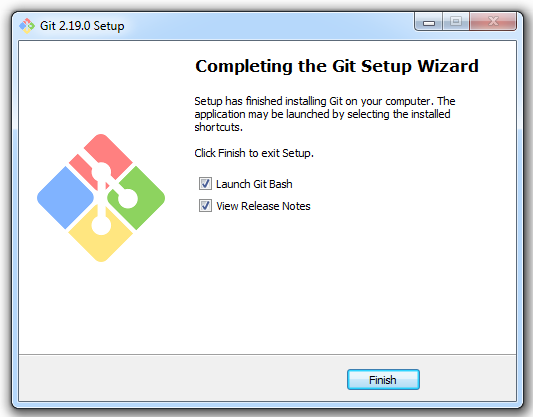 Git 2.19.0 Setup
Completing the Git Setup Wizard
Setup has finished installing Git on your computer. The
application may be launched by selecting the installed
shortcuts.
Click Finish to exit Setup.
Launch Git Bash
View Release Notes
Finish